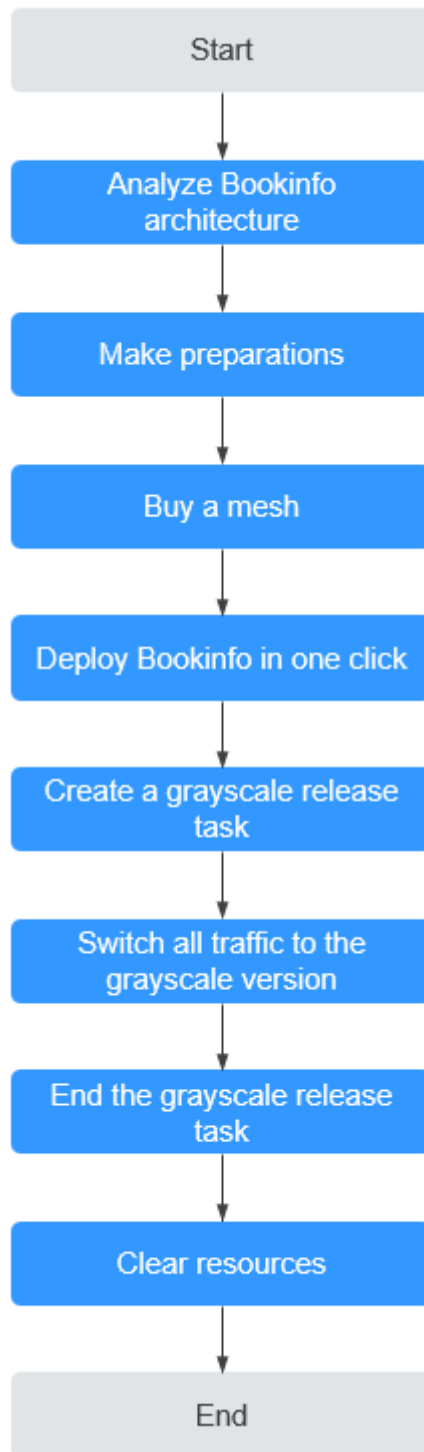 Start
Analyze Bookinfo
architecture
Make preparations
Buy a mesh
Deploy Bookinfo in one click
Create a grayscale release
task
Switch all traffic to the
grayscale version
End the grayscale release
task
Clear resources
End